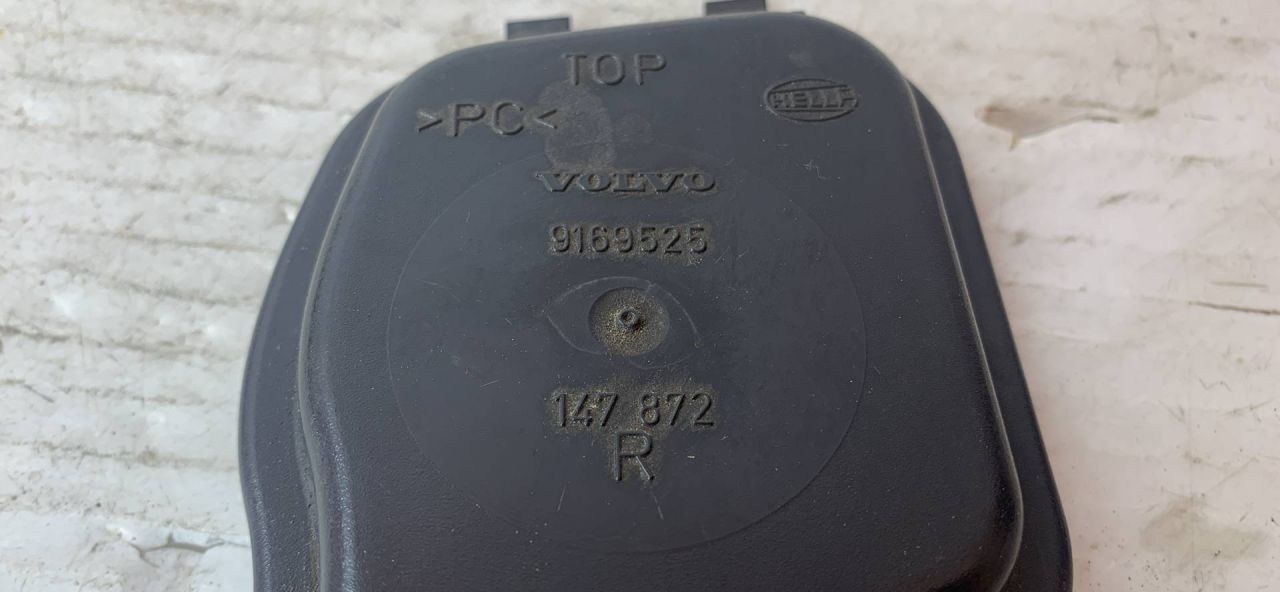 TOP
HELLA
>PC<
VOLVO
9169525
147 872
R